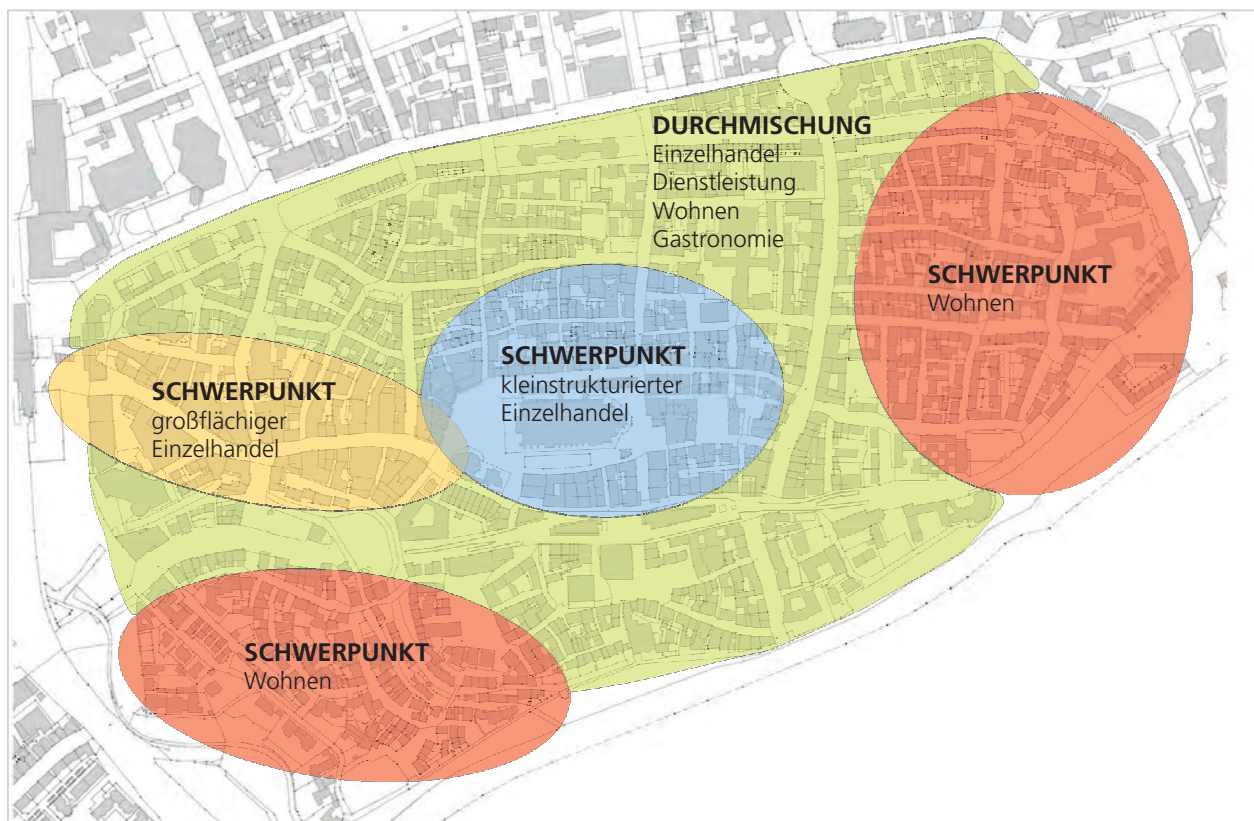 DURCHMISCHUNG
Einzelhandel
Dienstleistung
Wohnen
Gastronomie
SCHWERPUNKT
Wohnen
SCHWERPUNKT
kleinstrukturierter
Einzelhandel
SCHWERPUNKT
großflächiger
Einzelhandel
SCHWERPUNKT
Wohnen